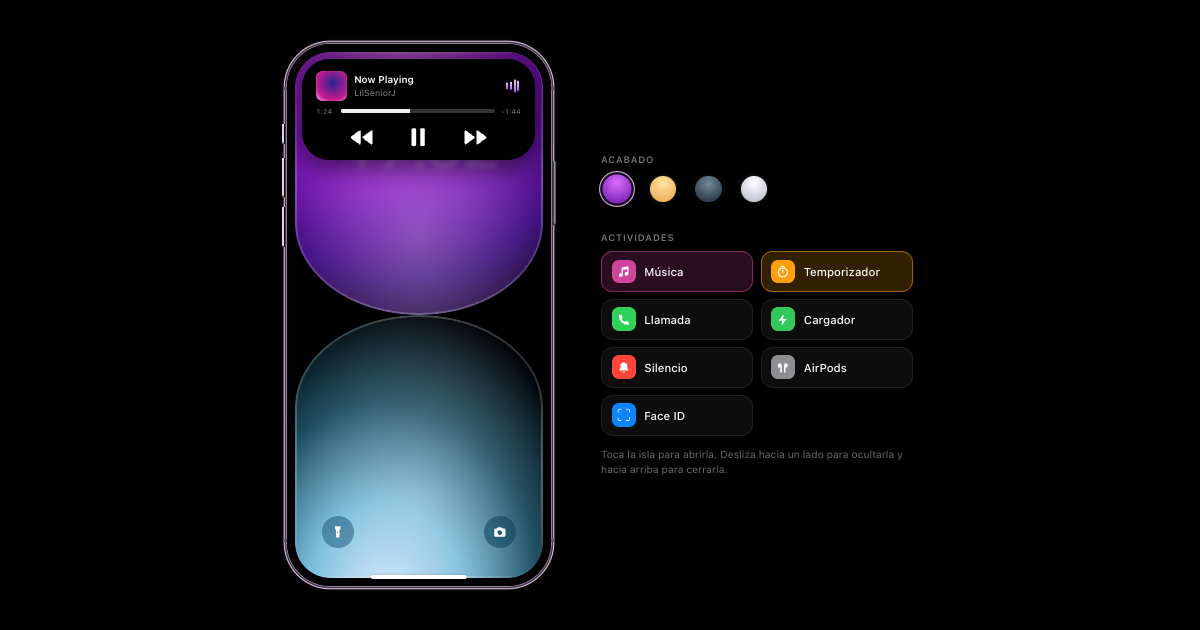 Now Playing
LilSeniorJ
1:24
-1:44
ACABADO
ACTIVIDADES
Música
Temporizador
Llamada
Cargador
Silencio
AirPods
Face ID
Toca la isla para abrirla. Desliza hacia un lado para ocultarla y
hacia arriba para cerrarla.